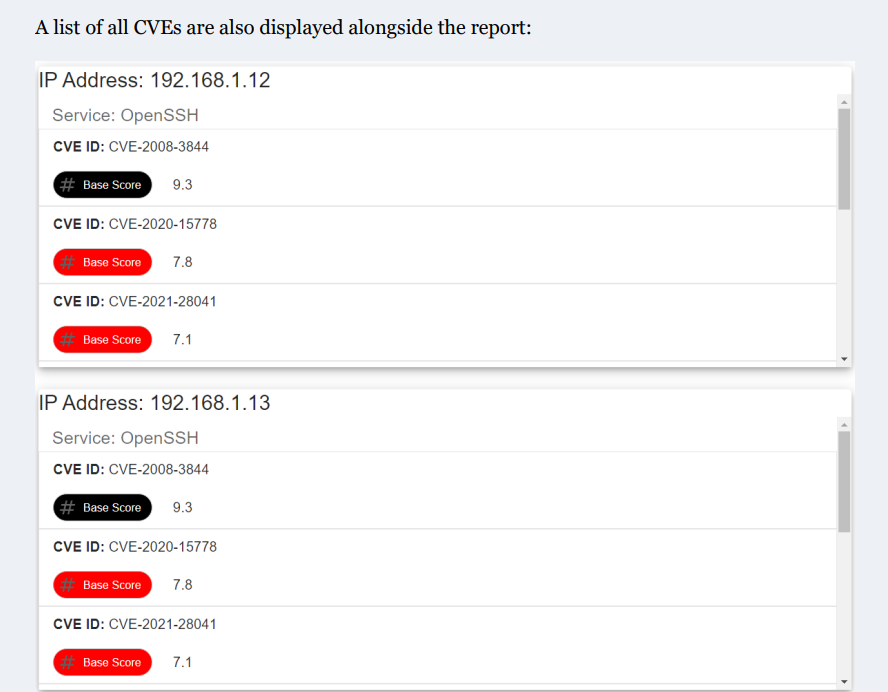 A list of all CVEs are also displayed alongside the report:
IP Address: 192.168.1.12
Service: OpenSSH
CVE ID: CVE-2008-3844
# Base Score 9.3
CVE ID: CVE-2020-15778
# Base Score 7.8
CVE ID: CVE-2021-28041
# Base Score 7.1
IP Address: 192.168.1.13
Service: OpenSSH
CVE ID: CVE-2008-3844
# Base Score 9.3
CVE ID: CVE-2020-15778
# Base Score 7.8
CVE ID: CVE-2021-28041
# Base Score 7.1